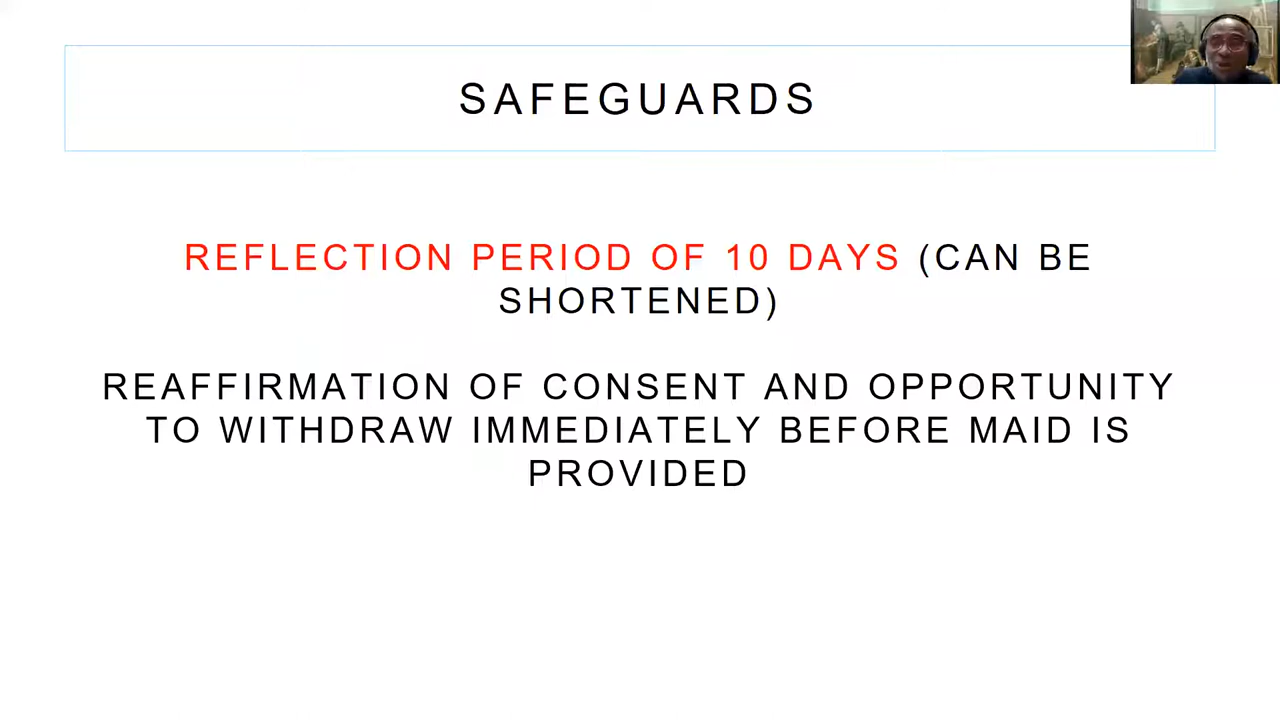 SAFEGUARDS
REFLECTION PERIOD OF 10 DAYS (CAN BE
SHORTENED)
REAFFIRMATION OF CONSENT AND OPPORTUNITY
TO WITHDRAW IMMEDIATELY BEFORE MAID IS
PROVIDED